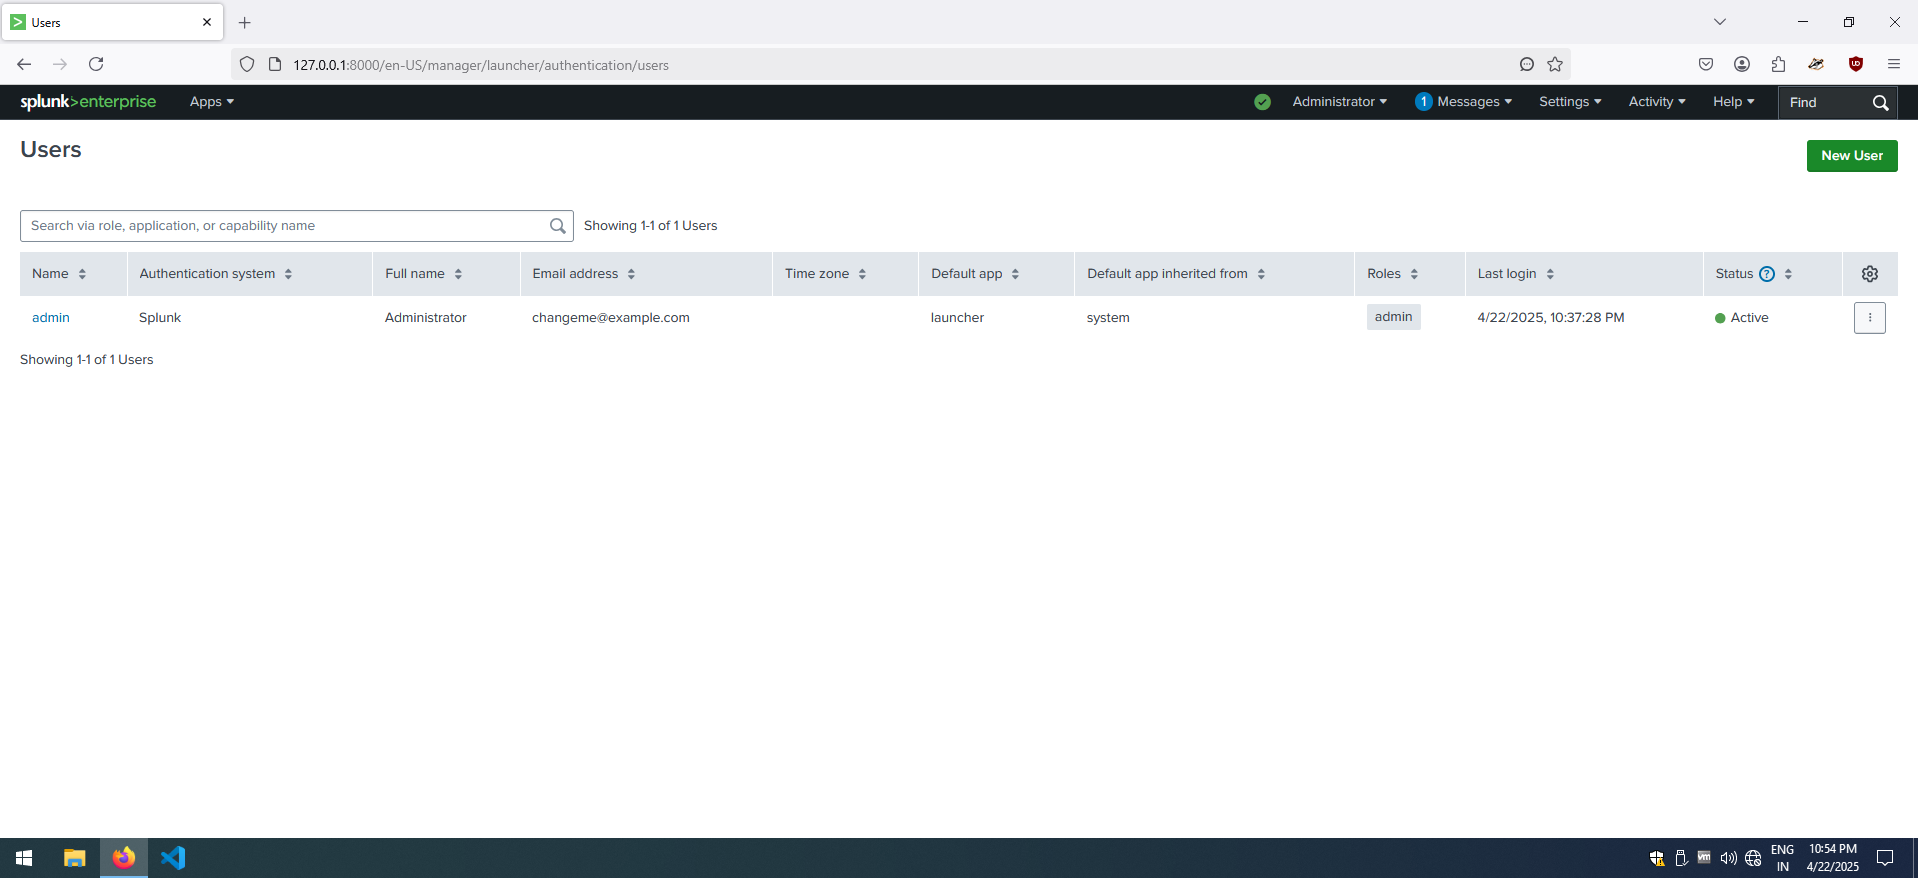 Users
127.0.0.1:8000/en-US/manager/launcher/authentication/users
splunk>enterprise Apps Administrator 1 Messages Settings Activity Help Find
Users
New User
Search via role, application, or capability name Showing 1-1 of 1 Users
Name Authentication system Full name Email address Time zone Default app Default app inherited from Roles Last login Status ?
admin Splunk Administrator changeme@example.com launcher system admin 4/22/2025, 10:37:28 PM Active
Showing 1-1 of 1 Users
ENG 10:54 PM
IN 4/22/2025